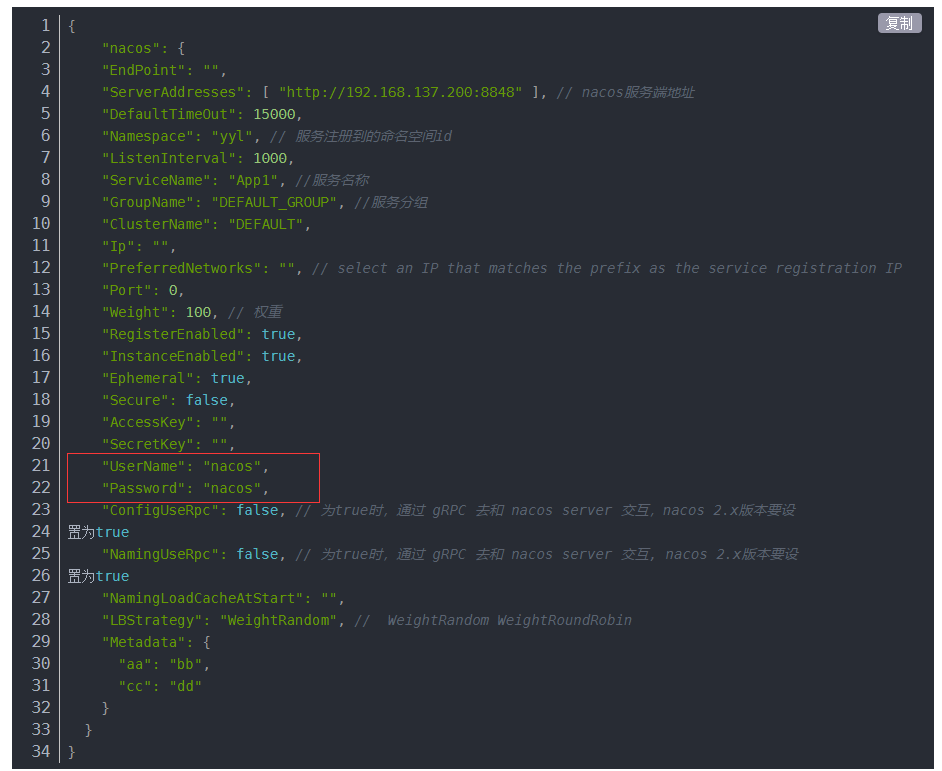 复制
1 {
2 "nacos": {
3 "EndPoint": "",
4 "ServerAddresses": [ "http://192.168.137.200:8848" ], // nacos服务端地址
5 "DefaultTimeOut": 15000,
6 "Namespace": "yyl", // 服务注册到的命名空间id
7 "ListenInterval": 1000,
8 "ServiceName": "App1", //服务名称
9 "GroupName": "DEFAULT_GROUP", //服务分组
10 "ClusterName": "DEFAULT",
11 "Ip": "",
12 "PreferredNetworks": "", // select an IP that matches the prefix as the service registration IP
13 "Port": 0,
14 "Weight": 100, // 权重
15 "RegisterEnabled": true,
16 "InstanceEnabled": true,
17 "Ephemeral": true,
18 "Secure": false,
19 "AccessKey": "",
20 "SecretKey": "",
21 "UserName": "nacos",
22 "Password": "nacos",
23 "ConfigUseRpc": false, // 为true时，通过 gRPC 去和 nacos server 交互，nacos 2.x版本要设
24 置为true
25 "NamingUseRpc": false, // 为true时，通过 gRPC 去和 nacos server 交互, nacos 2.x版本要设
26 置为true
27 "NamingLoadCacheAtStart": "",
28 "LBStrategy": "WeightRandom", // WeightRandom WeightRoundRobin
29 "Metadata": {
30 "aa": "bb",
31 "cc": "dd"
32 }
33 }
34 }